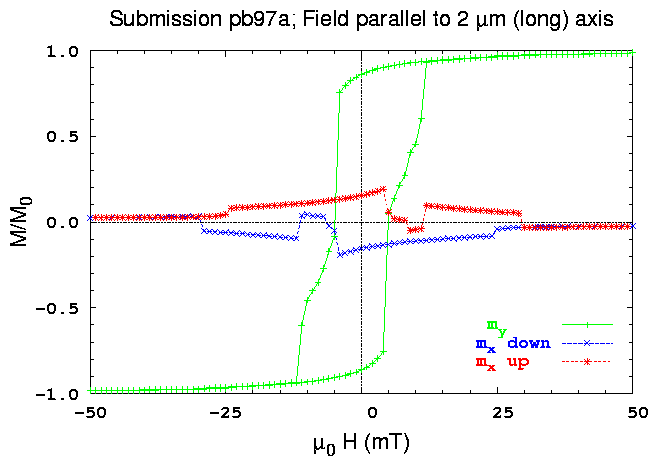 Submission pb97a; Field parallel to 2 µm (long) axis
1.0
0.5
0.0
−0.5
−1.0
M/M0
−50 −25 0 25 50
µ0 H (mT)
my
mx down
mx up